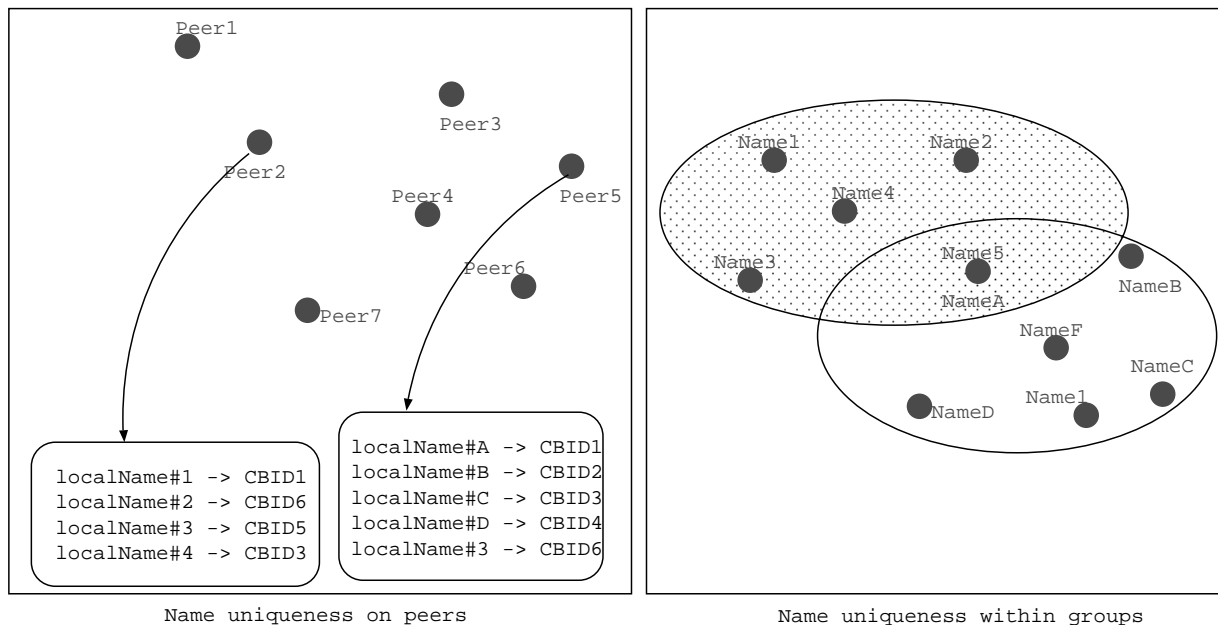 Peer1
Peer3
Peer2
Peer4
Peer5
Peer6
Peer7
localName#1 -> CBID1
localName#2 -> CBID6
localName#3 -> CBID5
localName#4 -> CBID3
localName#A -> CBID1
localName#B -> CBID2
localName#C -> CBID3
localName#D -> CBID4
localName#3 -> CBID6
Name uniqueness on peers
Name1
Name2
Name4
Name3
Name5
NameA
NameB
NameF
NameC
NameD
Name1
Name uniqueness within groups